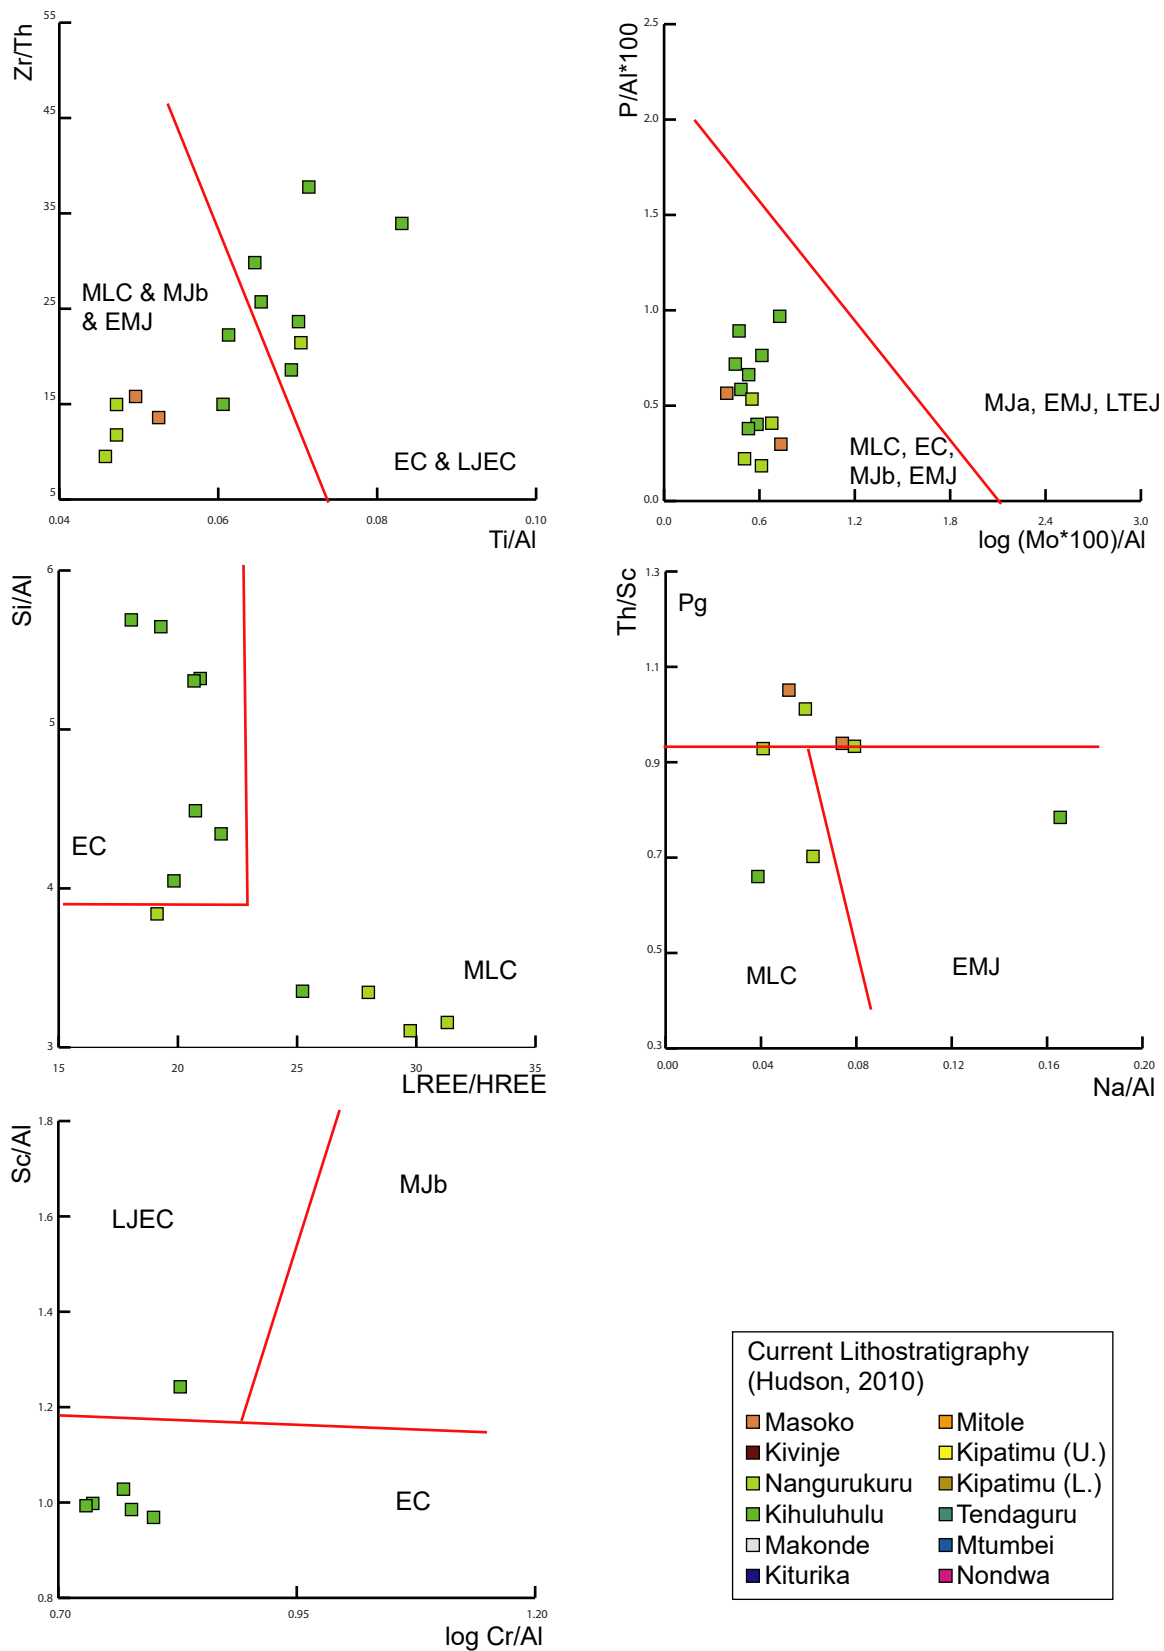 Zr/Th
55
45
35
25
15
5
MLC & MJb
& EMJ
EC & LJEC
0.04
0.06
0.08
0.10
Ti/Al
P/Al*100
2.5
2.0
1.5
1.0
0.5
0.0
MJa, EMJ, LTEJ
MLC, EC,
MJb, EMJ
0.0
0.6
1.2
1.8
2.4
3.0
log (Mo*100)/Al
Si/Al
6
5
4
3
EC
MLC
15
20
25
30
35
LREE/HREE
Th/Sc
1.3
1.1
0.9
0.7
0.5
0.3
Pg
MLC
EMJ
0.00
0.04
0.08
0.12
0.16
0.20
Na/Al
Sc/Al
1.8
1.6
1.4
1.2
1.0
0.8
LJEC
MJb
EC
0.70
0.95
1.20
log Cr/Al
Current Lithostratigraphy
(Hudson, 2010)
Masoko
Kivinje
Nangurukuru
Kihuluhulu
Makonde
Kiturika
Mitole
Kipatimu (U.)
Kipatimu (L.)
Tendaguru
Mtumbei
Nondwa